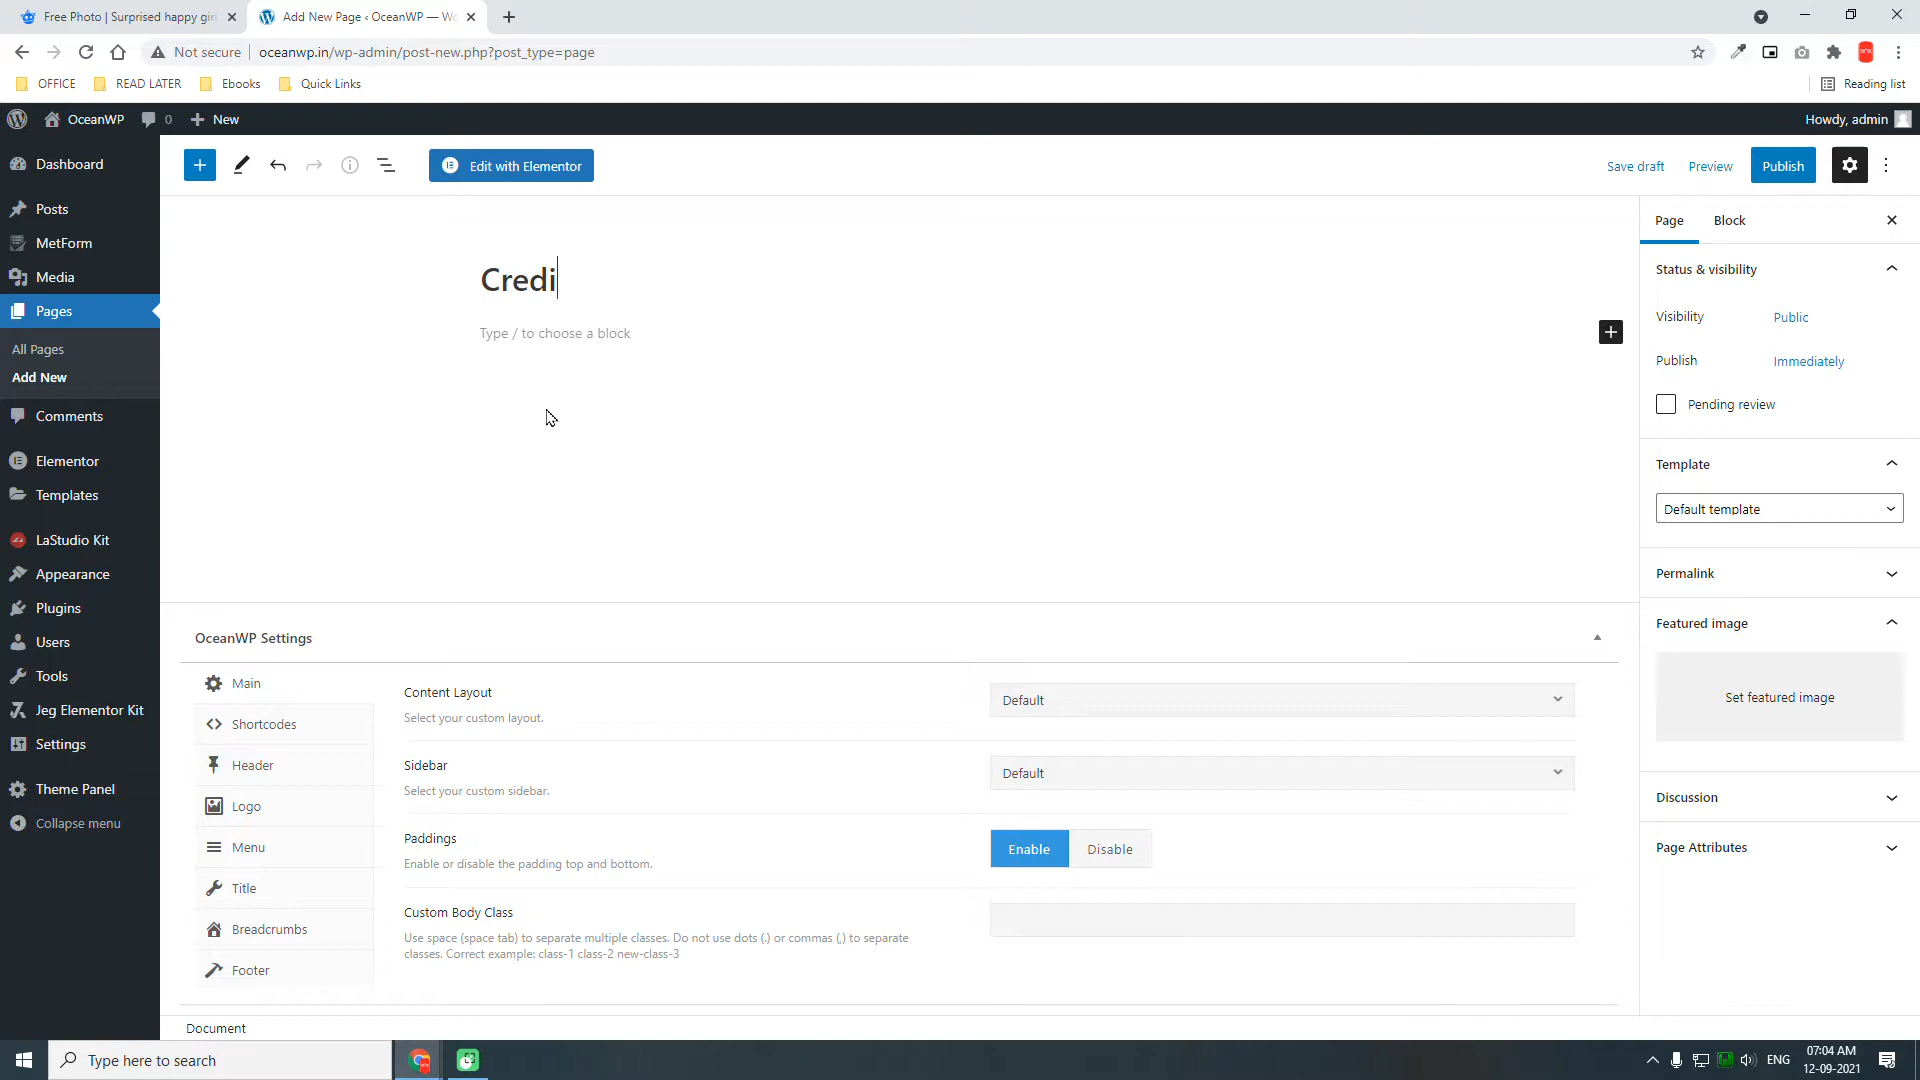 Free Photo | Surprised happy girl
Add New Page ‹ OceanWP — Wo
Not secure
oceanwp.in/wp-admin/post-new.php?post_type=page
OFFICE
READ LATER
Ebooks
Quick Links
Reading list
OceanWP
0
New
Howdy, admin
Dashboard
Posts
MetForm
Media
Pages
All Pages
Add New
Comments
Elementor
Templates
LaStudio Kit
Appearance
Plugins
Users
Tools
Jeg Elementor Kit
Settings
Theme Panel
Collapse menu
Edit with Elementor
Save draft
Preview
Publish
Credi
Type / to choose a block
Page
Block
Status & visibility
Visibility
Public
Publish
Immediately
Pending review
Template
Default template
Permalink
Featured image
Set featured image
Discussion
Page Attributes
OceanWP Settings
Main
Shortcodes
Header
Logo
Menu
Title
Breadcrumbs
Footer
Content Layout
Select your custom layout.
Default
Sidebar
Select your custom sidebar.
Default
Paddings
Enable or disable the padding top and bottom.
Enable
Disable
Custom Body Class
Use space (space tab) to separate multiple classes. Do not use dots (.) or commas (,) to separate
classes. Correct example: class-1 class-2 new-class-3
Document
Type here to search
ENG
07:04 AM
12-09-2021